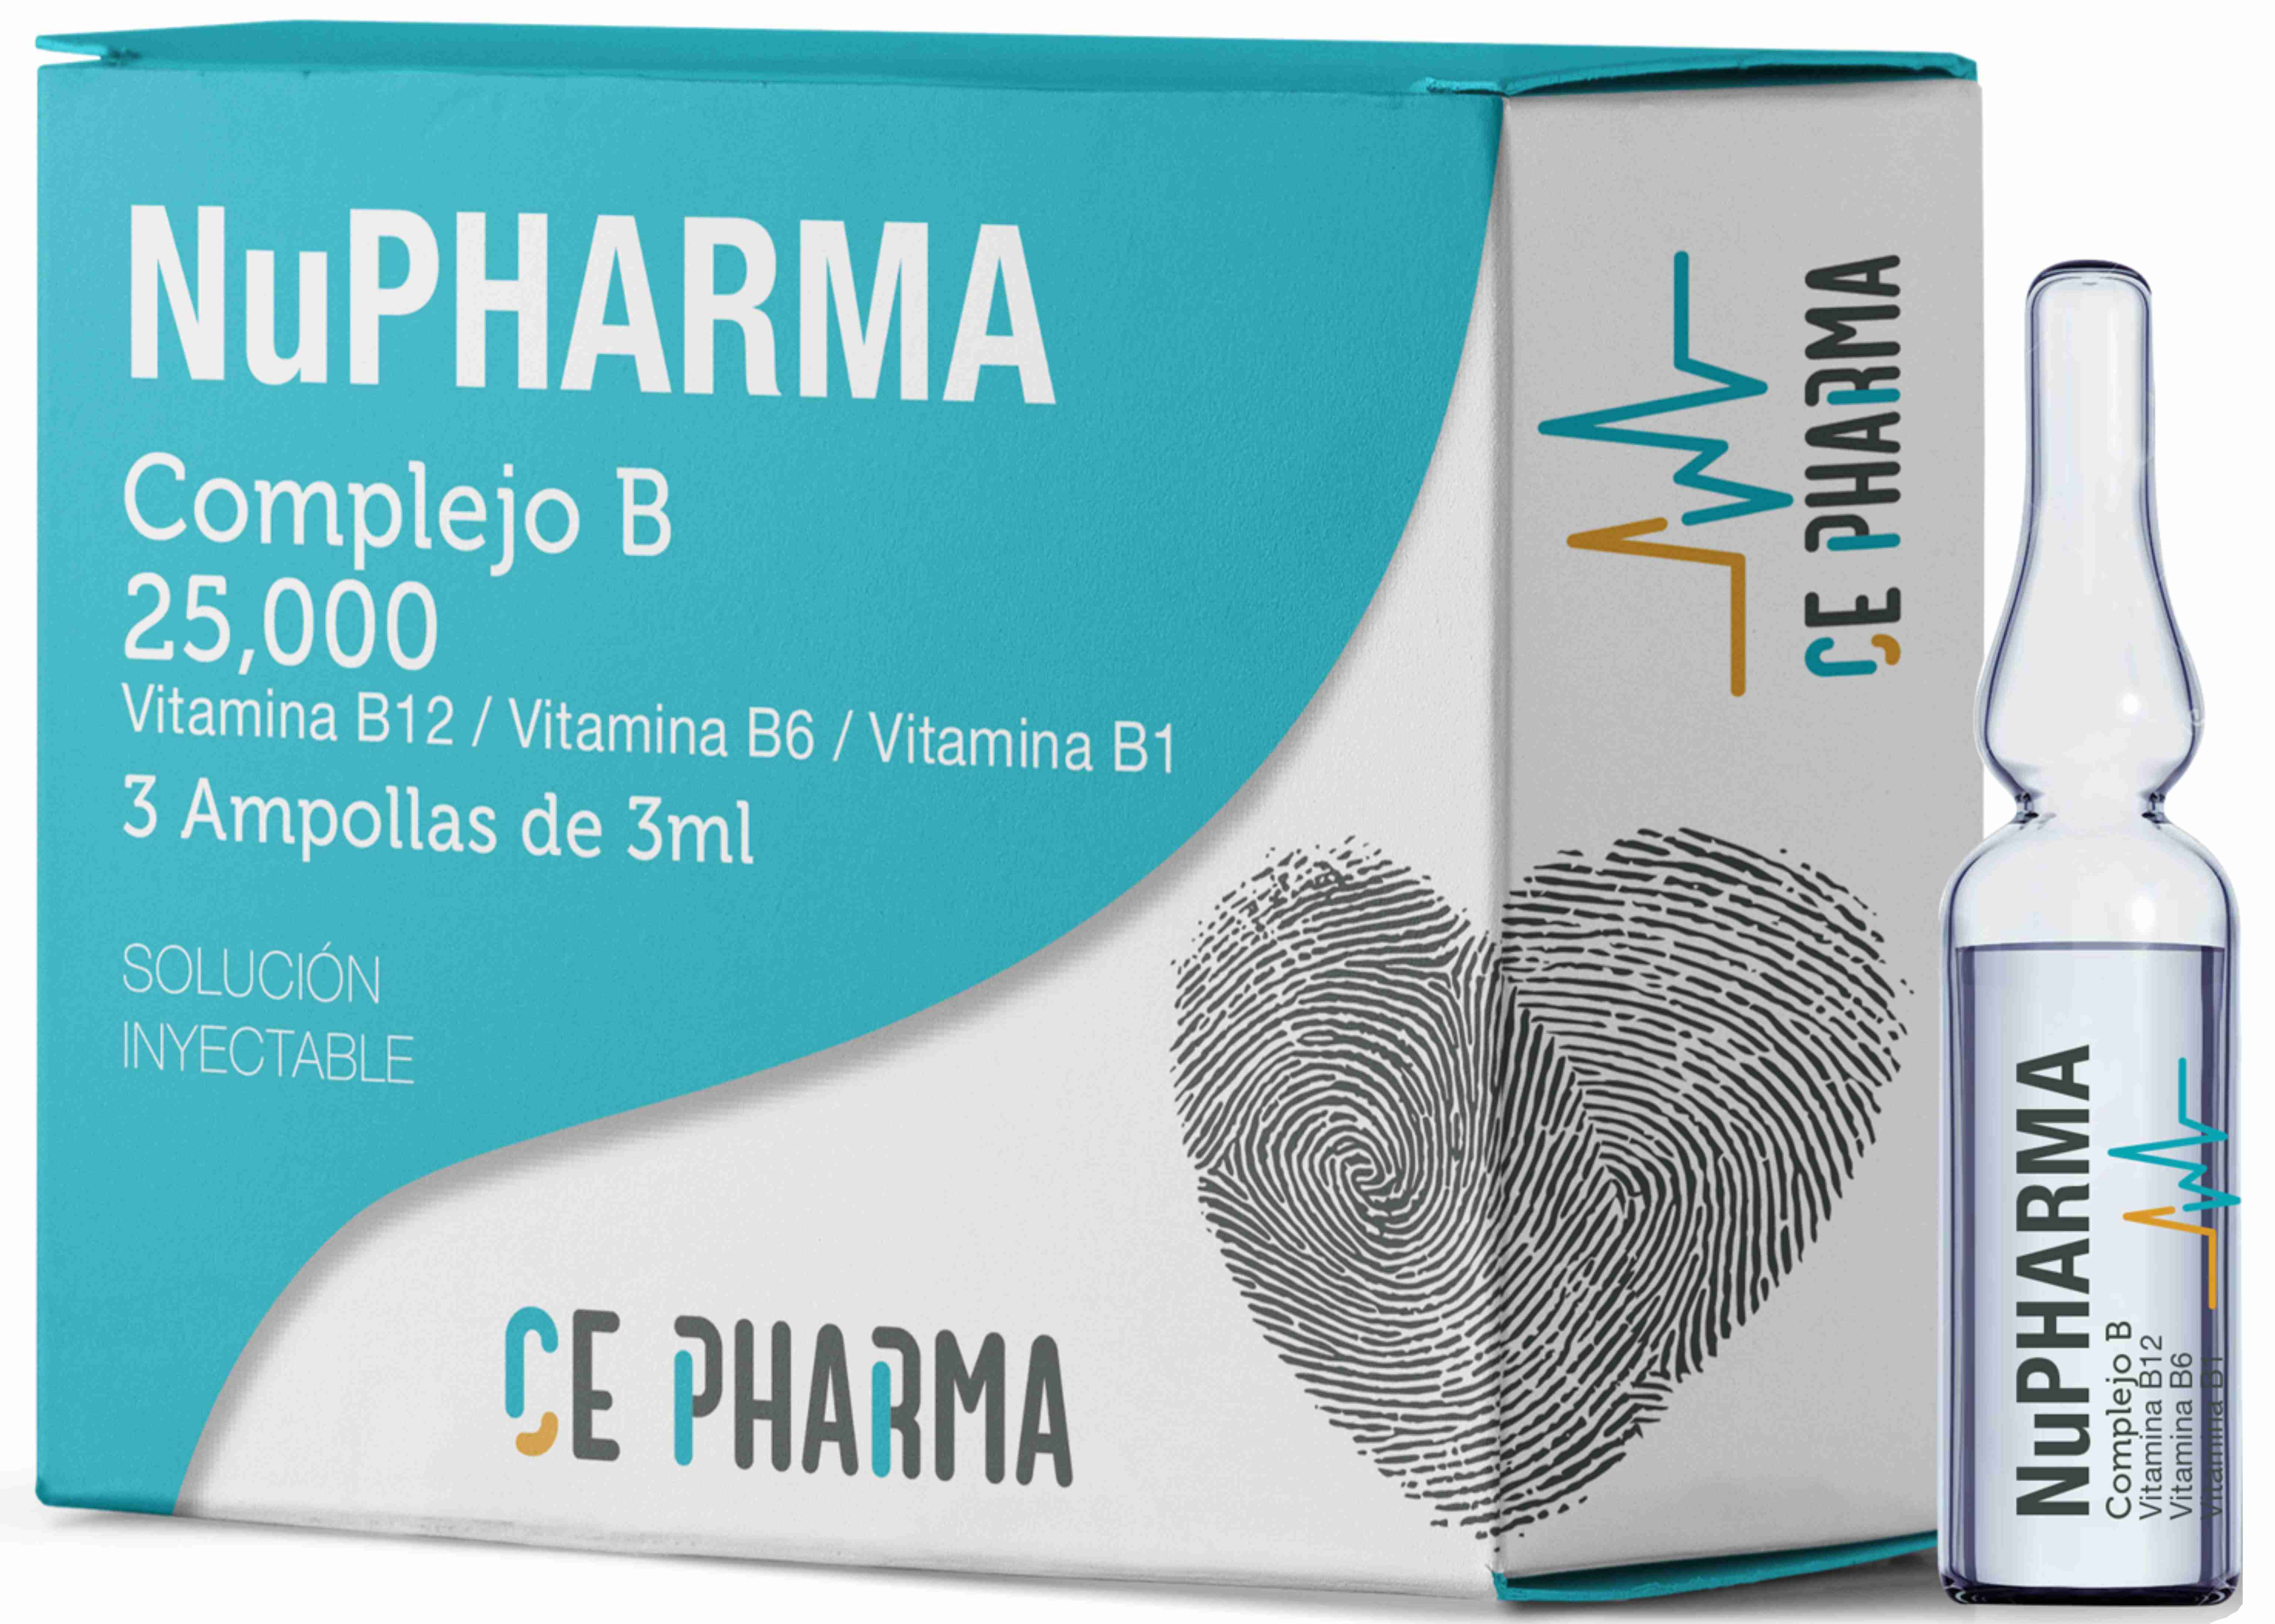 NuPHARMA
Complejo B
25,000
Vitamina B12 / Vitamina B6 / Vitamina B1
3 Ampollas de 3ml
SOLUCIÓN
INYECTABLE
CE PHARMA
CE PHARMA
NuPHARMA
Complejo B
Vitamina B12
Vitamina B6
Vitamina B1